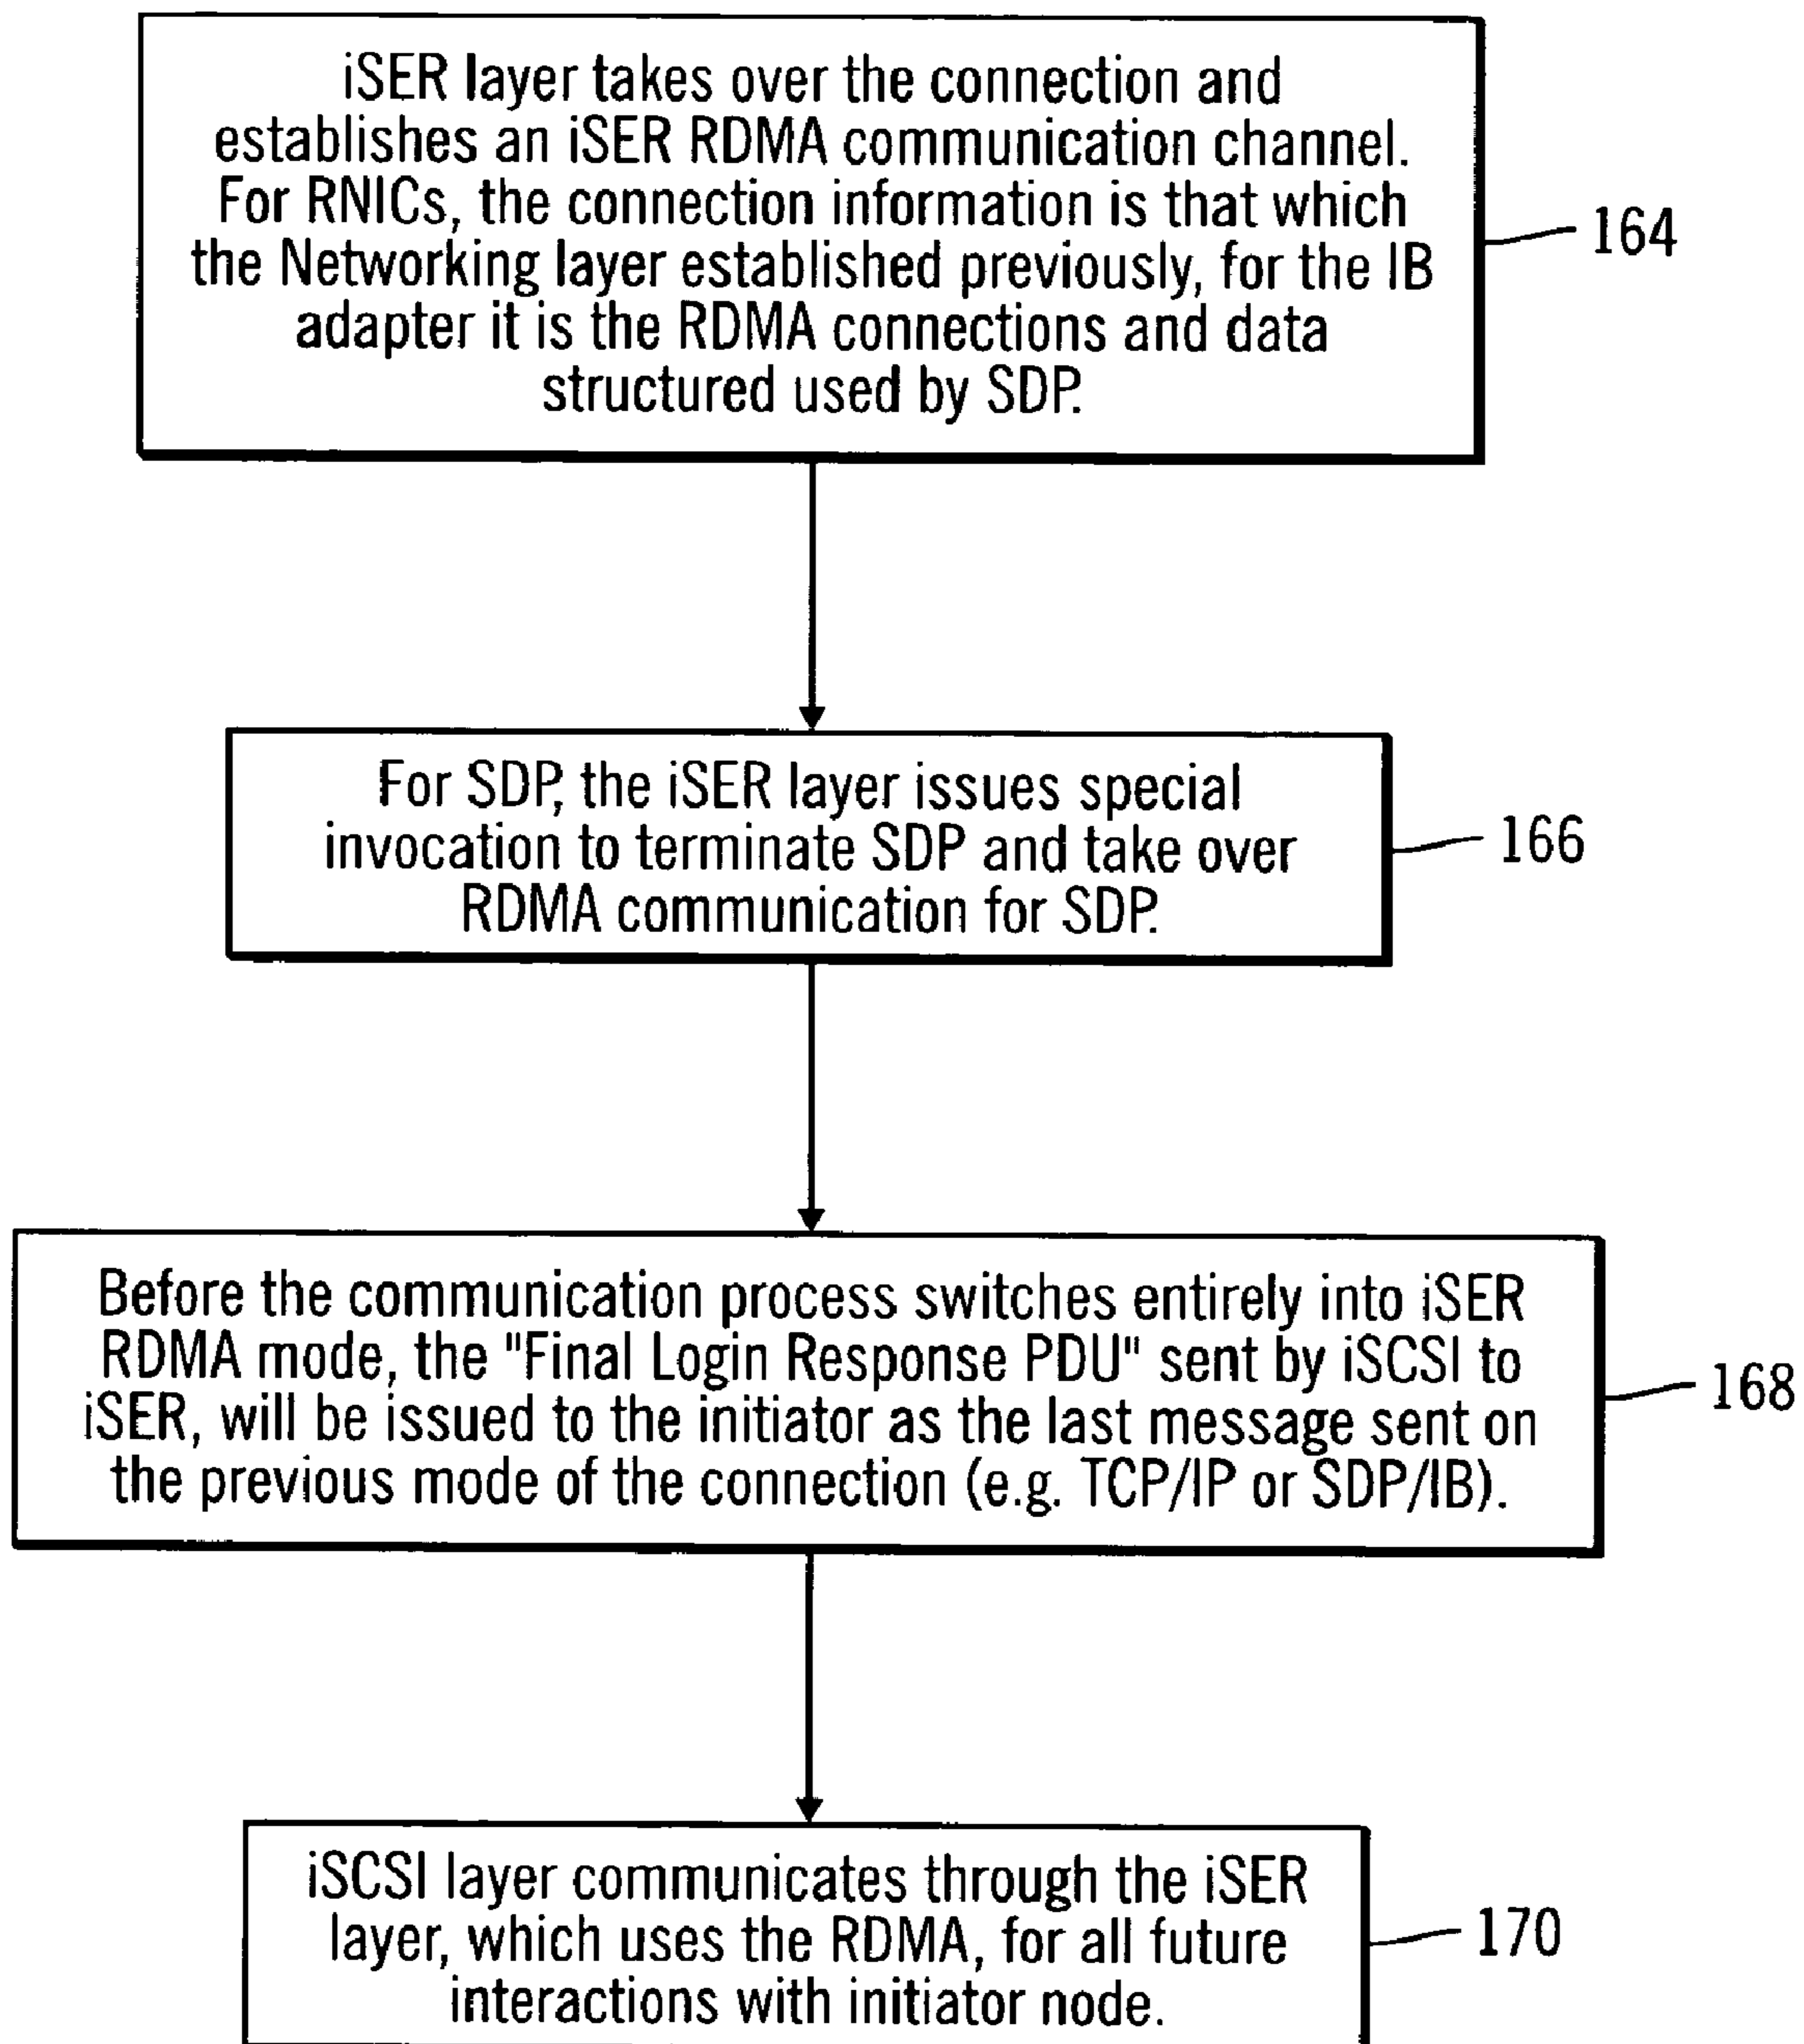 iSER layer takes over the connection and
establishes an iSER RDMA communication channel.
For RNICs, the connection information is that which
the Networking layer established previously, for the IB
adapter it is the RDMA connections and data
structured used by SDP.
164
For SDP, the iSER layer issues special
invocation to terminate SDP and take over
RDMA communication for SDP.
166
Before the communication process switches entirely into iSER
RDMA mode, the "Final Login Response PDU" sent by iSCSI to
iSER, will be issued to the initiator as the last message sent on
the previous mode of the connection (e.g. TCP/IP or SDP/IB).
168
iSCSI layer communicates through the iSER
layer, which uses the RDMA, for all future
interactions with initiator node.
170